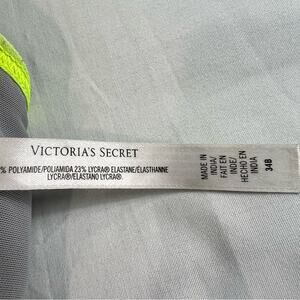 VICTORIA'S SECRET
% POLYAMIDE/POLIAMIDA 23% LYCRA® ELASTANE/ÉLASTHANNE
LYCRA®/ELASTANO LYCRA®.
MADE IN
INDIA/
FAIT EN
INDE/
HECHO EN
INDIA
34B